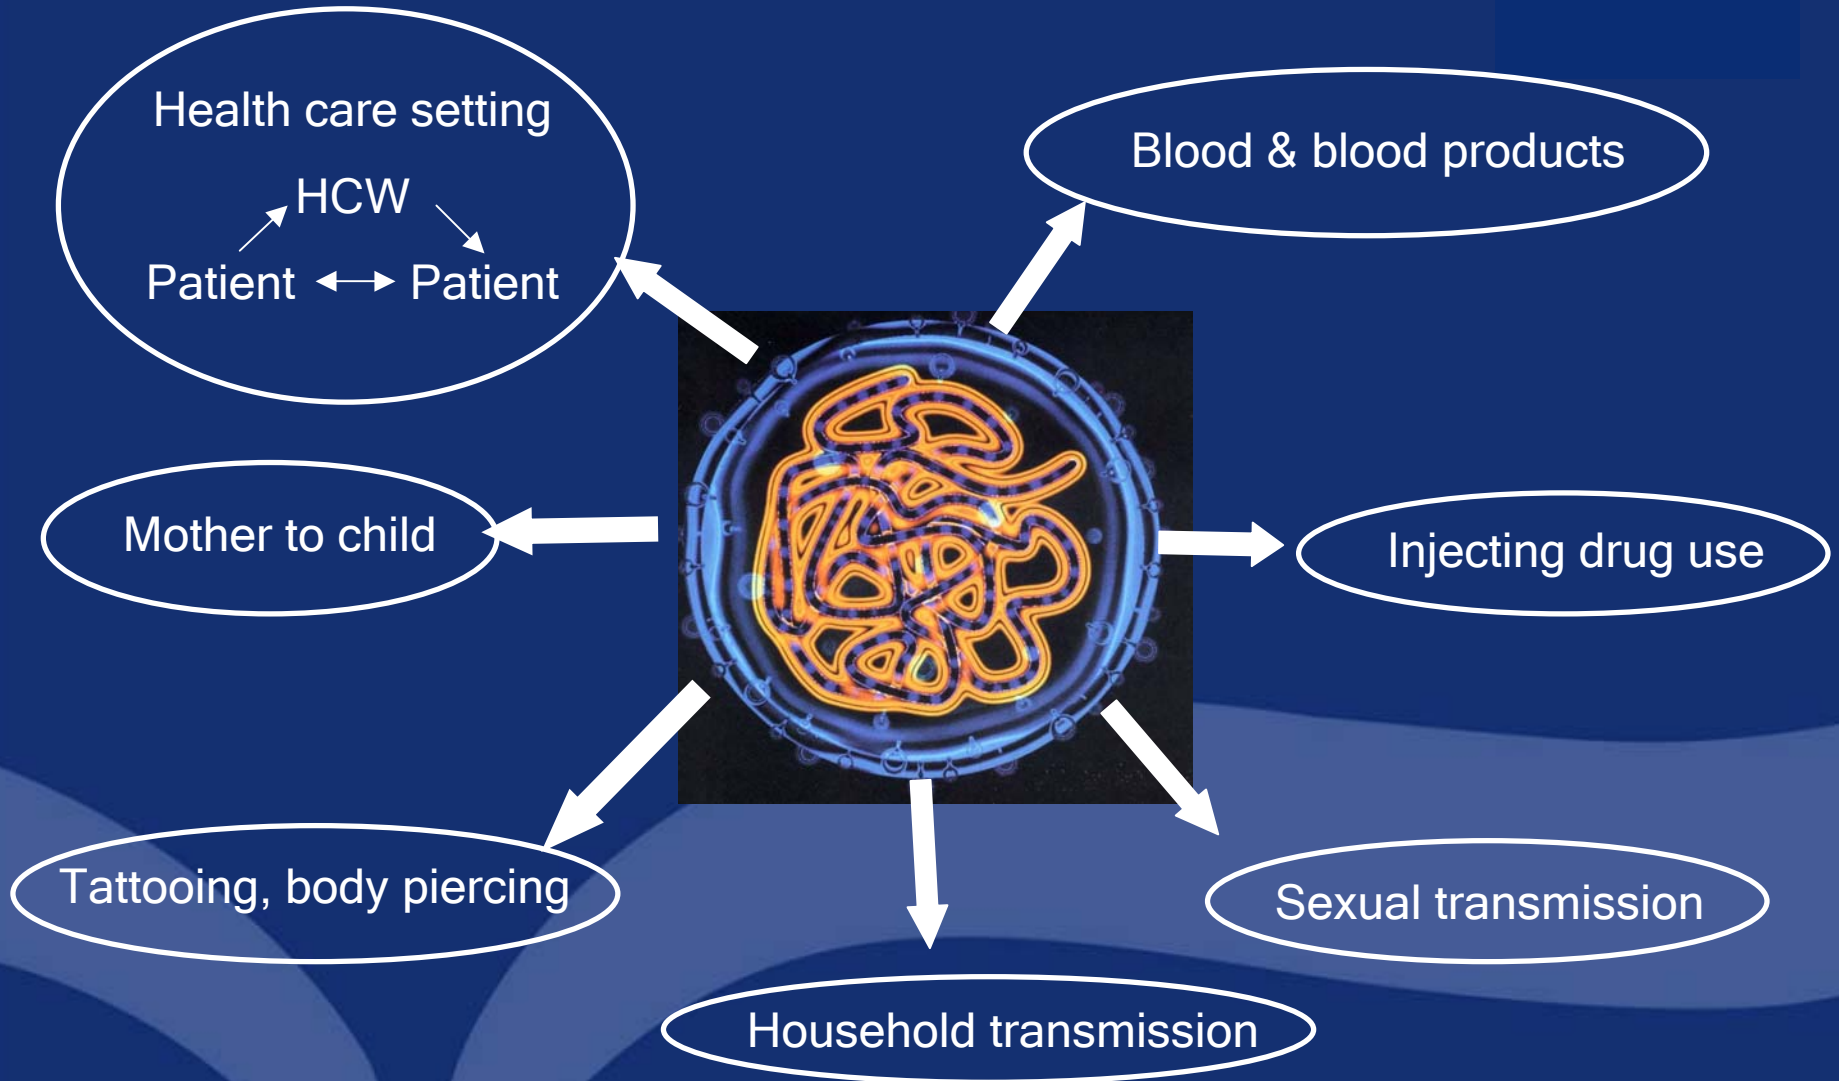 Health care setting
HCW
Patient Patient
Blood & blood products
Mother to child
Injecting drug use
Tattooing, body piercing
Sexual transmission
Household transmission